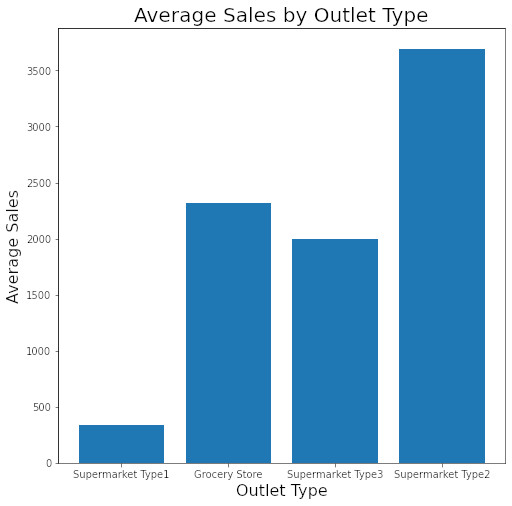 Average Sales by Outlet Type
Average Sales
3500
3000
2500
2000
1500
1000
500
0
Supermarket Type1
Grocery Store
Supermarket Type3
Supermarket Type2
Outlet Type